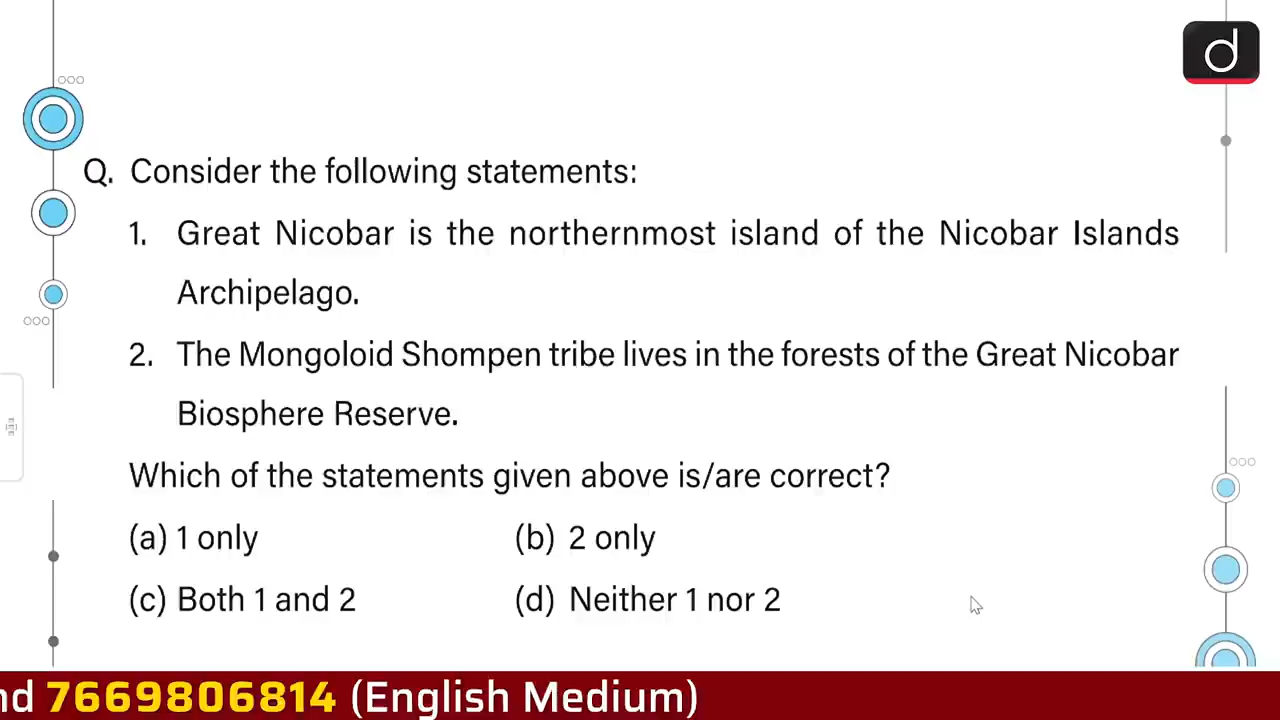 d
Q. Consider the following statements:
1. Great Nicobar is the northernmost island of the Nicobar Islands
Archipelago.
2. The Mongoloid Shompen tribe lives in the forests of the Great Nicobar
Biosphere Reserve.
Which of the statements given above is/are correct?
(a) 1 only (b) 2 only
(c) Both 1 and 2 (d) Neither 1 nor 2
nd 7669806814 (English Medium)